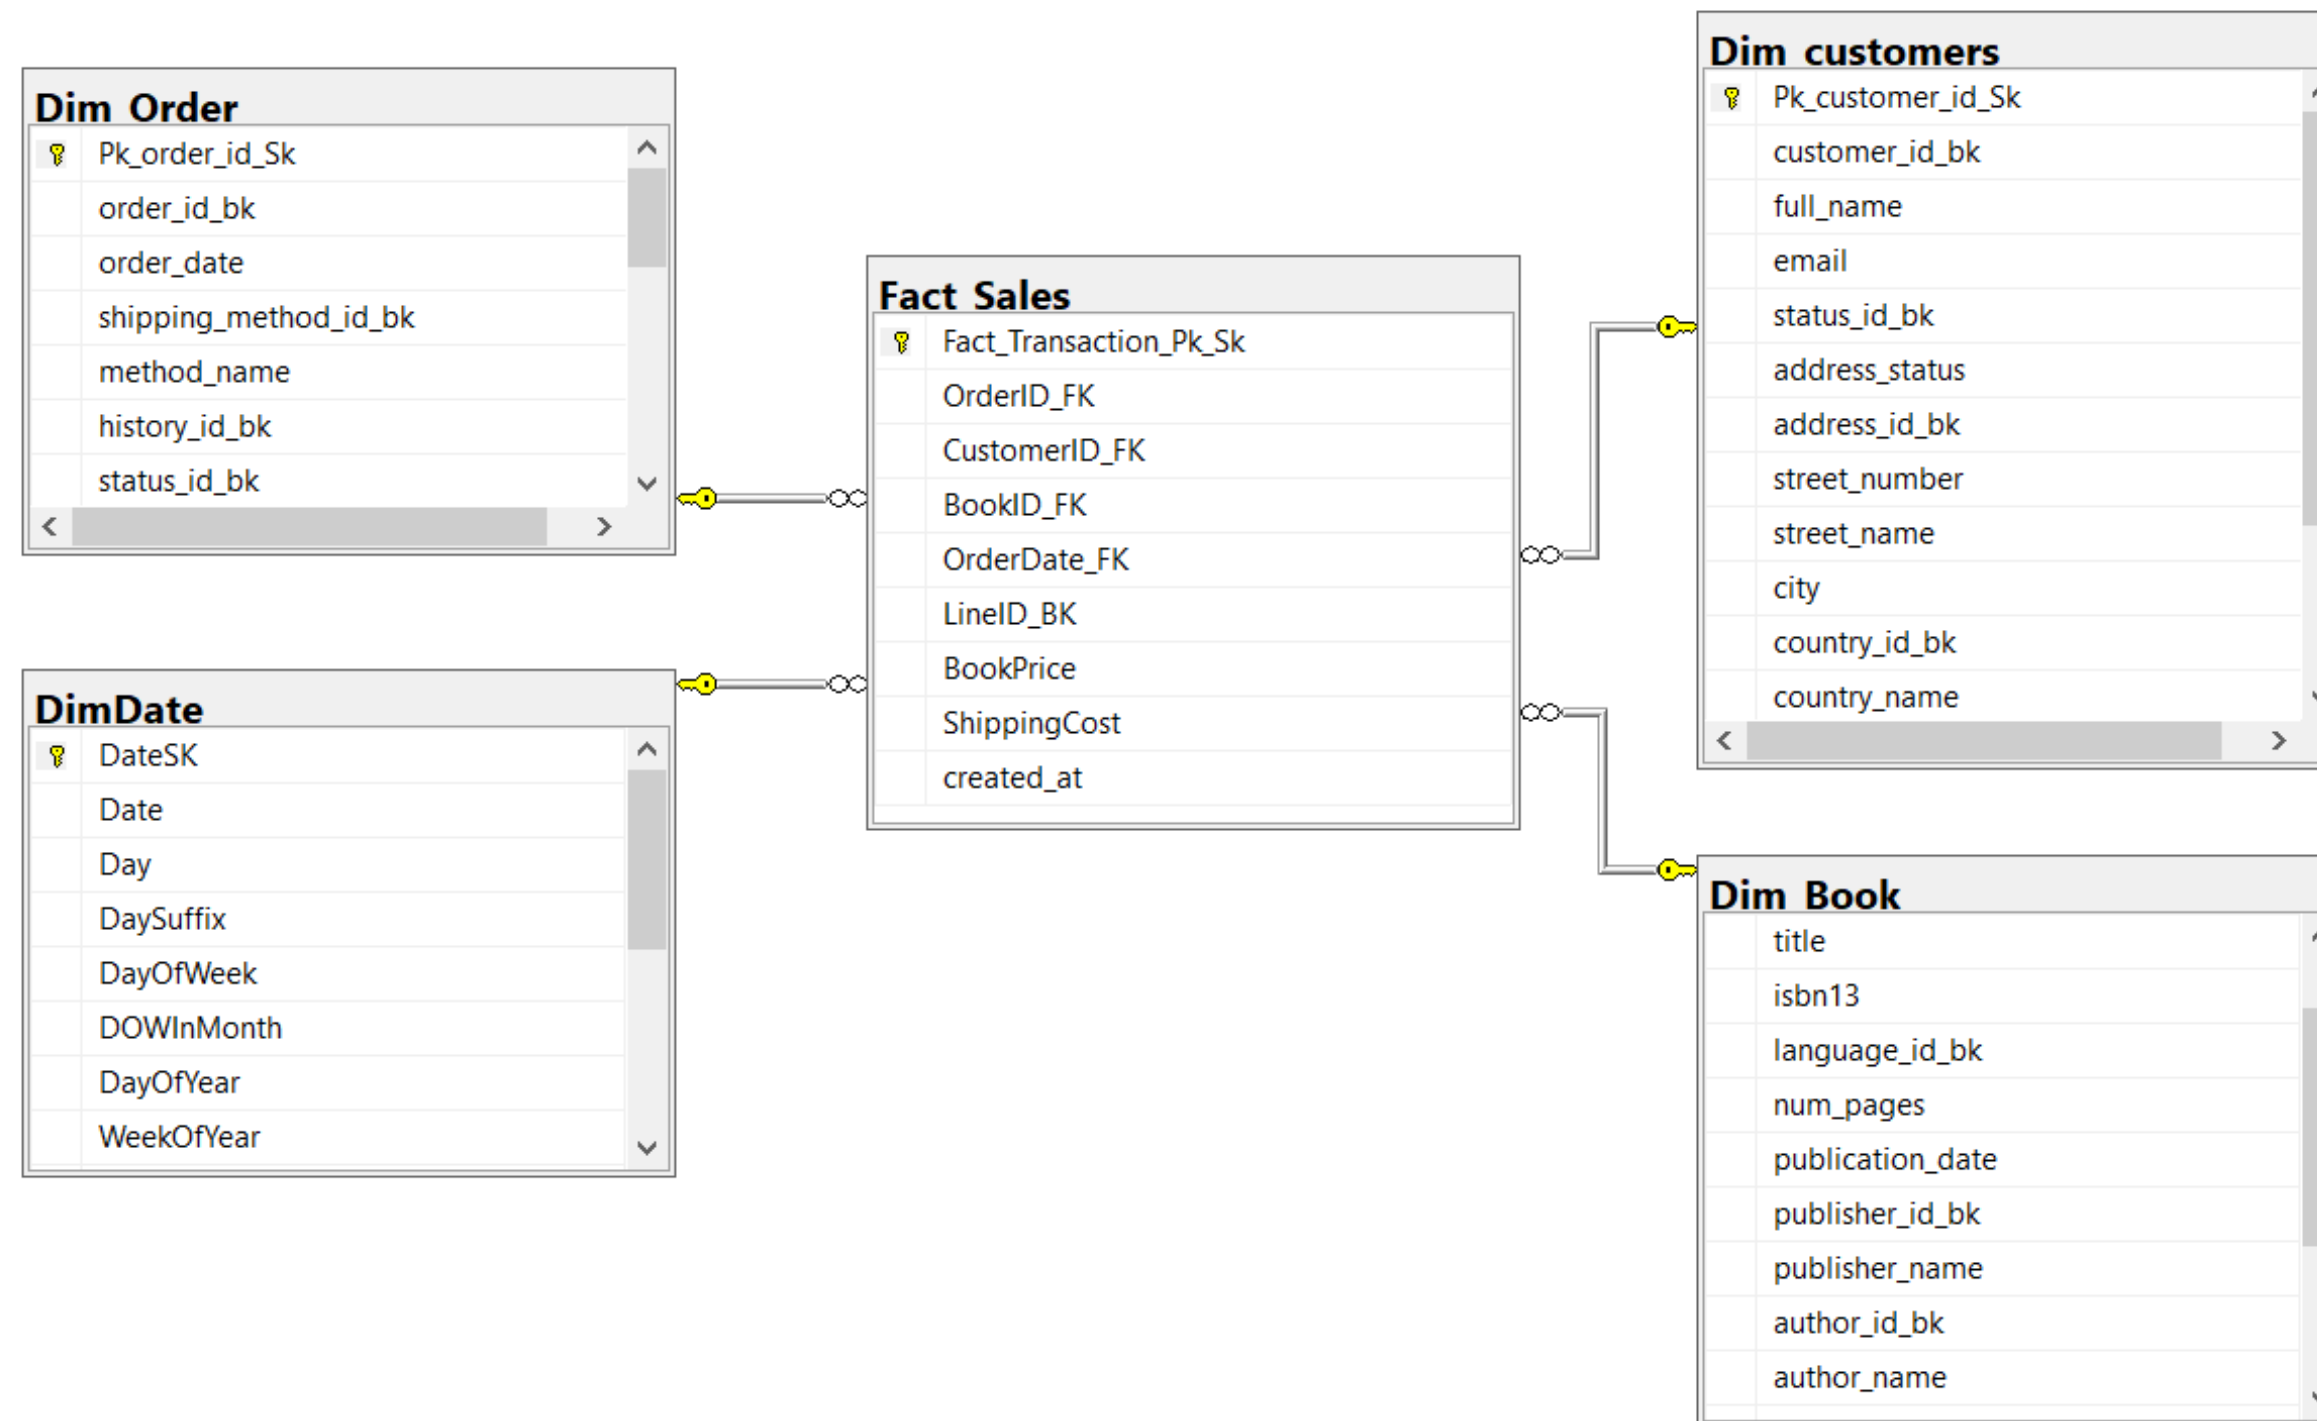 Dim_Order
Pk_order_id_Sk
order_id_bk
order_date
shipping_method_id_bk
method_name
history_id_bk
status_id_bk
DimDate
DateSK
Date
Day
DaySuffix
DayOfWeek
DOWInMonth
DayOfYear
WeekOfYear
Fact_Sales
Fact_Transaction_Pk_Sk
OrderID_FK
CustomerID_FK
BookID_FK
OrderDate_FK
LineID_BK
BookPrice
ShippingCost
created_at
Dim_customers
Pk_customer_id_Sk
customer_id_bk
full_name
email
status_id_bk
address_status
address_id_bk
street_number
street_name
city
country_id_bk
country_name
Dim_Book
title
isbn13
language_id_bk
num_pages
publication_date
publisher_id_bk
publisher_name
author_id_bk
author_name